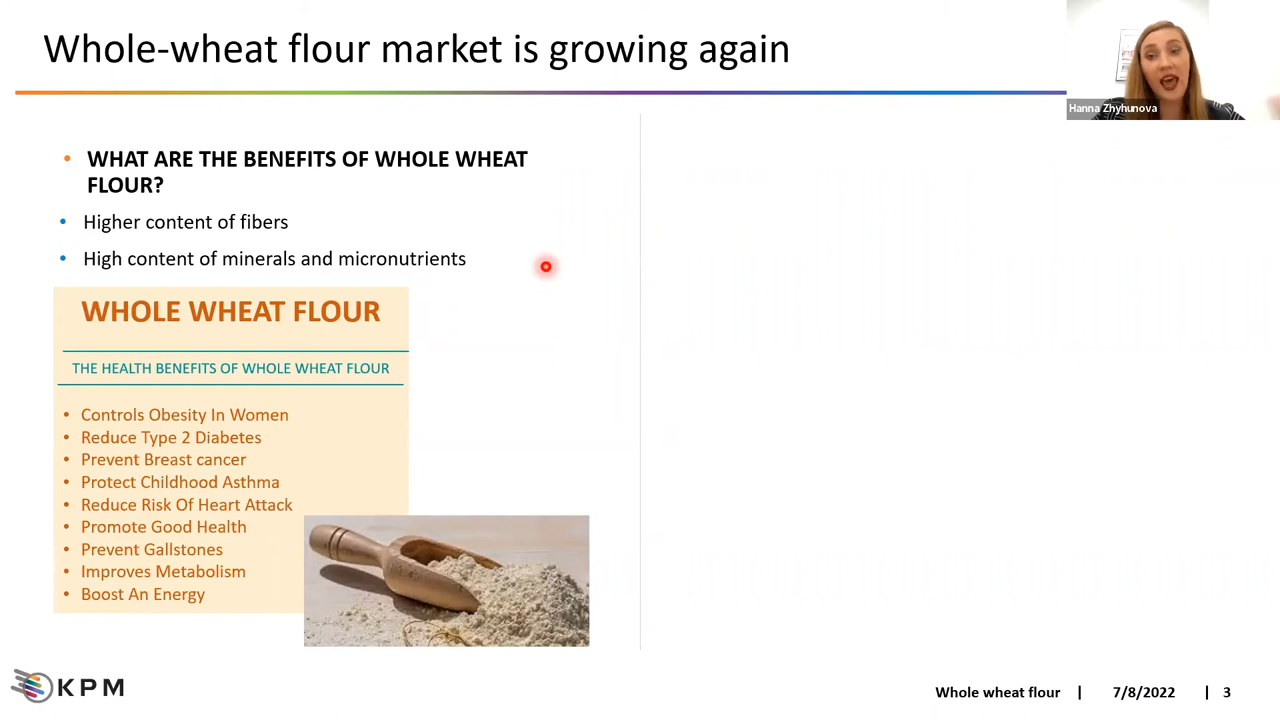 Whole-wheat flour market is growing again
Hanna Zhyhunova
• WHAT ARE THE BENEFITS OF WHOLE WHEAT
FLOUR?
• Higher content of fibers
• High content of minerals and micronutrients
WHOLE WHEAT FLOUR
THE HEALTH BENEFITS OF WHOLE WHEAT FLOUR
• Controls Obesity In Women
• Reduce Type 2 Diabetes
• Prevent Breast cancer
• Protect Childhood Asthma
• Reduce Risk Of Heart Attack
• Promote Good Health
• Prevent Gallstones
• Improves Metabolism
• Boost An Energy
KPM
Whole wheat flour | 7/8/2022 | 3